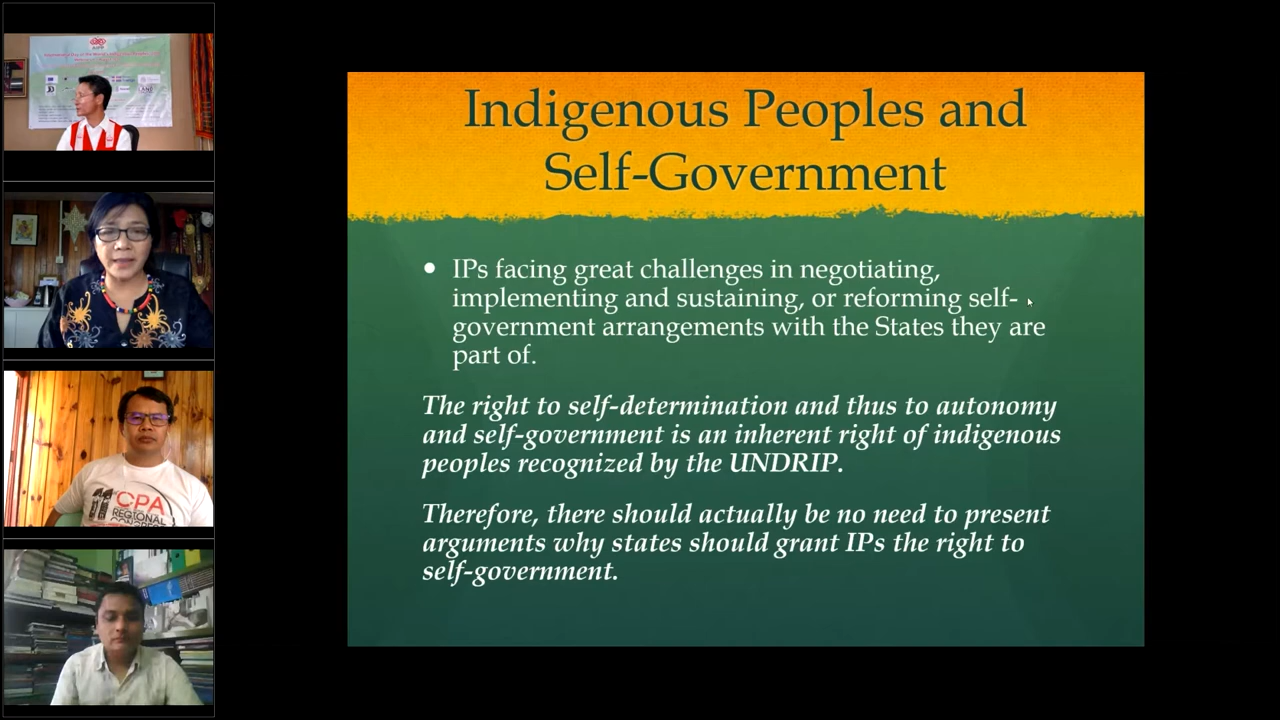 AIPP
Indigenous Peoples and
Self-Government
• IPs facing great challenges in negotiating,
implementing and sustaining, or reforming self-
government arrangements with the States they are
part of.
The right to self-determination and thus to autonomy
and self-government is an inherent right of indigenous
peoples recognized by the UNDRIP.
Therefore, there should actually be no need to present
arguments why states should grant IPs the right to
self-government.
11
CPA
REGIONAL